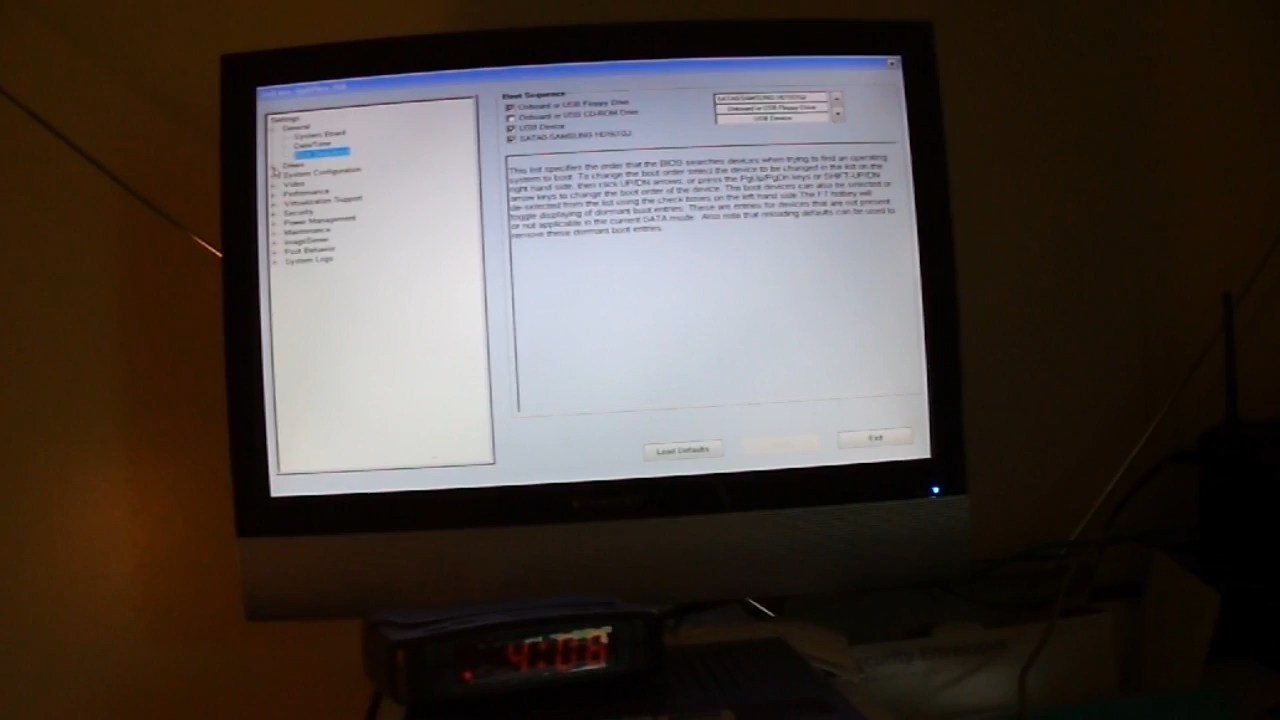 Settings
General
System Board
Date/Time
Drives
System Configuration
Video
Performance
Virtualization Support
Security
Power Management
Maintenance
Post Behavior
System Logs
Boot Sequence
Onboard or USB Floppy Drive
Onboard or USB CD-ROM Drive
USB Device
SATA0-SAMSUNG
SATA0-SAMSUNG
Onboard or USB Floppy Drive
USB Device
This list specifies the order that the BIOS searches devices when trying to find an operating
system to boot. To change the boot order select the device to be changed in the list on the
right hand side, then click UP/DN arrows, or press the PgUp/PgDn keys or SHIFT-UP/DN
arrow keys to change the boot order of the device. The boot devices can also be selected or
de-selected from the list using the check boxes on the left hand side The F7 hotkey will
toggle displaying of dormant boot entries. These are entries for devices that are not present
or not applicable in the current SATA mode. Also note that reloading defaults can be used to
remove these dormant boot entries.
Load Defaults
Exit
4:08
Envelopes